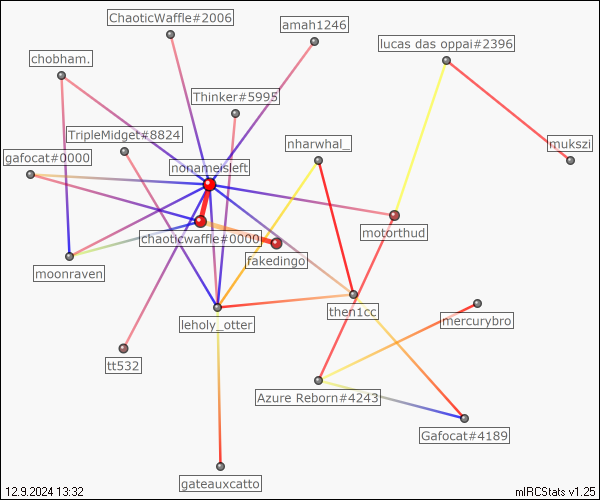 ChaoticWaffle#2006
amah1246
lucas das oppai#2396
chobham.
Thinker#5995
TripleMidget#8824
nharwhal_
mukszi
gafocat#0000
nonameisleft
motorthud
chaoticwaffle#0000
fakedingo
moonraven
then1cc
mercurybro
leholy_otter
tt532
Azure Reborn#4243
Gafocat#4189
gateauxcatto
12.9.2024 13:32
mIRCStats v1.25